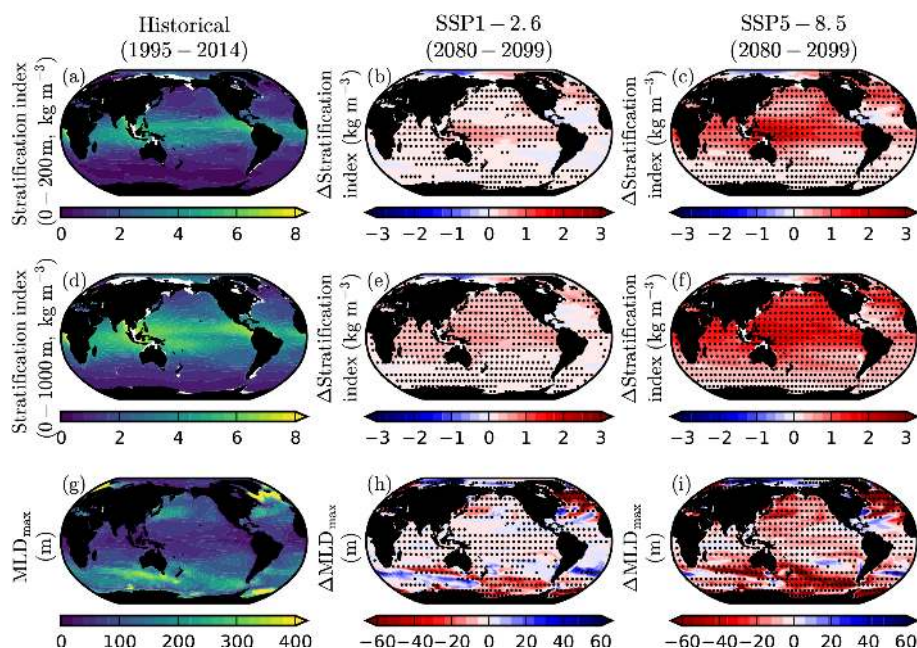 Historical
(1995 – 2014)
SSP1 – 2.6
(2080 – 2099)
SSP5 – 8.5
(2080 – 2099)
Stratification index
(0 – 200 m, kg m⁻³)
(a)
0 2 4 6 8
ΔStratification
index (kg m⁻³)
(b)
−3 −2 −1 0 1 2 3
ΔStratification
index (kg m⁻³)
(c)
−3 −2 −1 0 1 2 3
Stratification index
(0 – 1000 m, kg m⁻³)
(d)
0 2 4 6 8
ΔStratification
index (kg m⁻³)
(e)
−3 −2 −1 0 1 2 3
ΔStratification
index (kg m⁻³)
(f)
−3 −2 −1 0 1 2 3
MLDmax
(m)
(g)
0 100 200 300 400
ΔMLDmax
(m)
(h)
−60 −40 −20 0 20 40 60
ΔMLDmax
(m)
(i)
−60 −40 −20 0 20 40 60